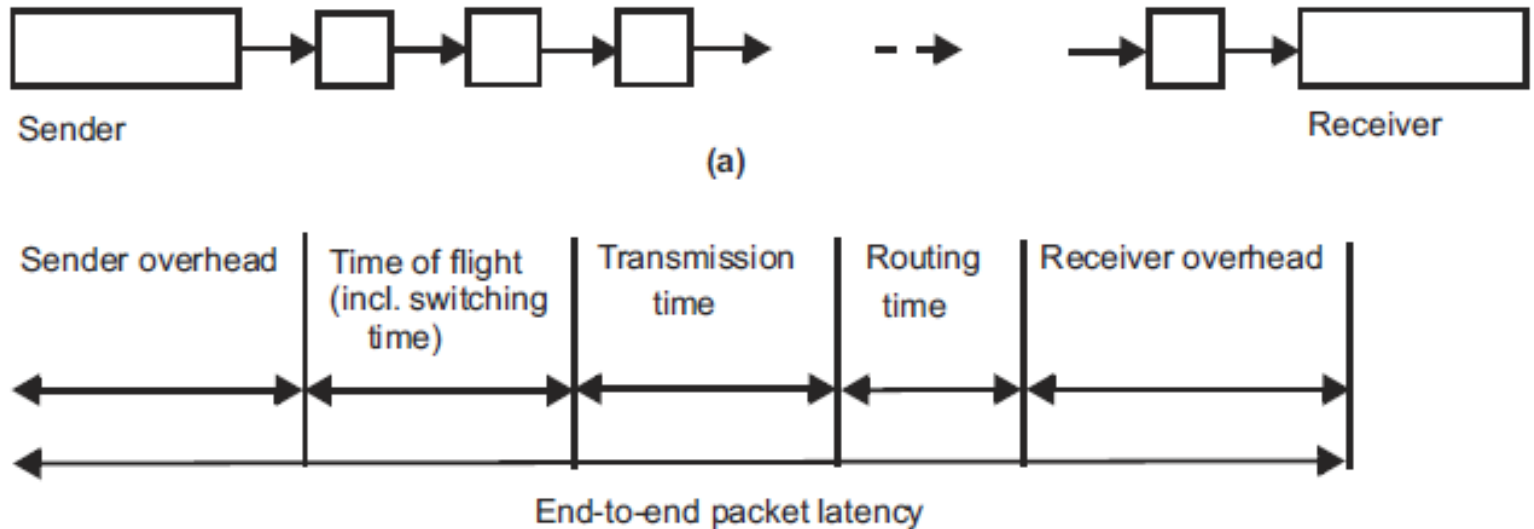 Sender
Receiver
(a)
Sender overhead
Time of flight
(incl. switching
time)
Transmission
time
Routing
time
Receiver overhead
End-to-end packet latency